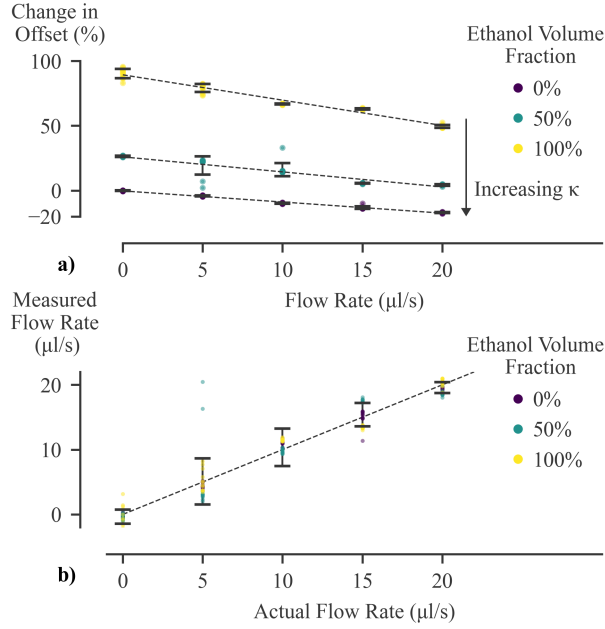 Change in
Offset (%)
100
50
0
−20
Ethanol Volume
Fraction
0%
50%
100%
Increasing κ
0 5 10 15 20
a)
Flow Rate (μl/s)
Measured
Flow Rate
(μl/s)
20
10
0
Ethanol Volume
Fraction
0%
50%
100%
b)
0 5 10 15 20
Actual Flow Rate (μl/s)